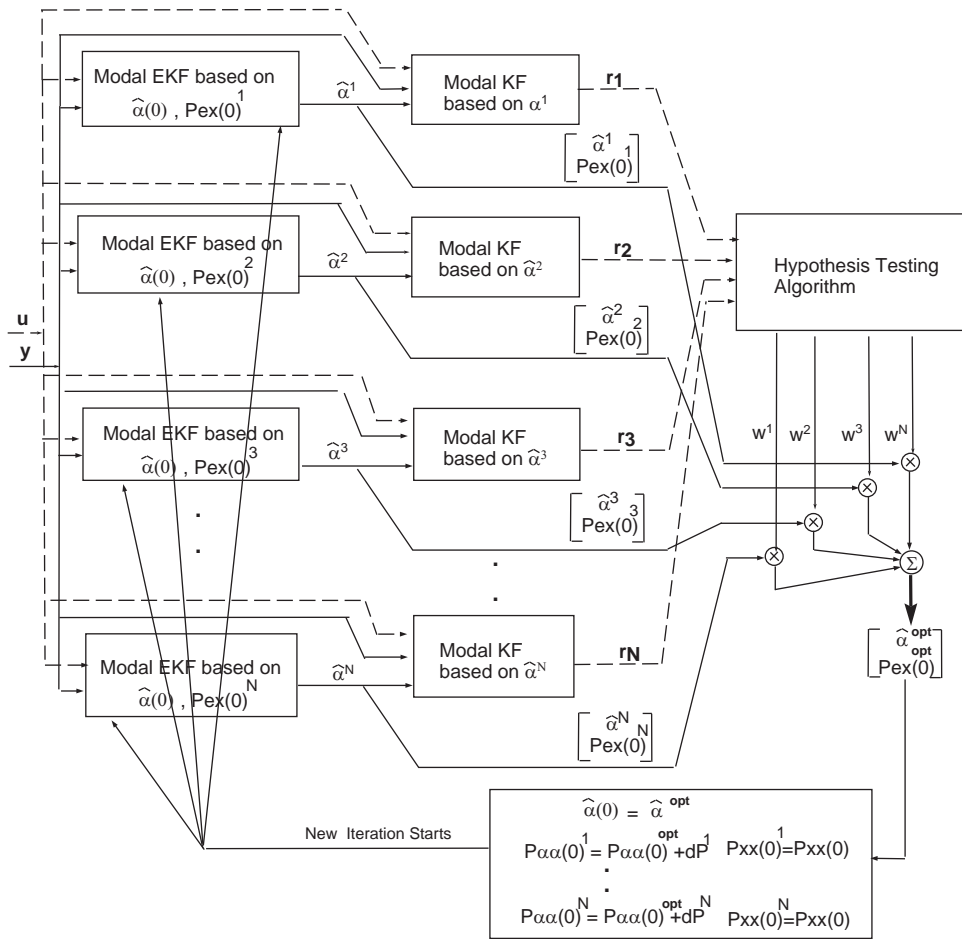 Modal EKF based on
α̂(0) , Pex(0)¹
α̂¹
Modal KF
based on α¹
r1
[ α̂¹
Pex(0)¹ ]
Modal EKF based on
α̂(0) , Pex(0)²
α̂²
Modal KF
based on α̂²
r2
Hypothesis Testing
Algorithm
[ α̂²
Pex(0)² ]
u
y
Modal EKF based on
α̂(0) , Pex(0)³
α̂³
Modal KF
based on α̂³
r3
w¹ w² w³ wᴺ
×
×
×
×
[ α̂³
Pex(0)³ ]
Σ
Modal EKF based on
α̂(0) , Pex(0)ᴺ
α̂ᴺ
Modal KF
based on α̂ᴺ
rN
[ α̂ᵒᵖᵗ
Pex(0)ᵒᵖᵗ ]
[ α̂ᴺ
Pex(0)ᴺ ]
New Iteration Starts
α̂(0) = α̂ᵒᵖᵗ
Pαα(0)¹ = Pαα(0)ᵒᵖᵗ +dP¹ Pxx(0)¹=Pxx(0)
Pαα(0)ᴺ = Pαα(0)ᵒᵖᵗ +dPᴺ Pxx(0)ᴺ=Pxx(0)